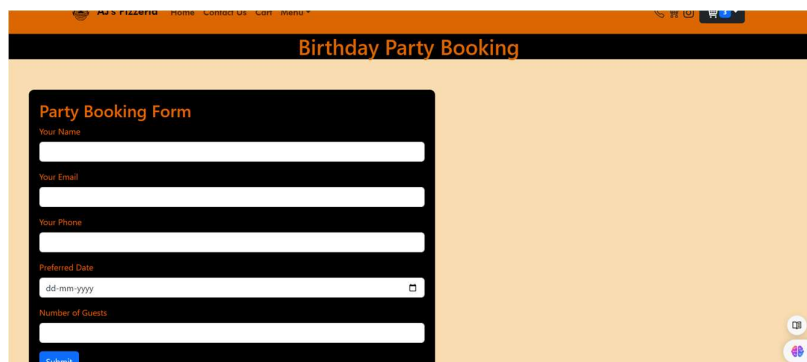 AJ's Pizzeria Home Contact Us Cart Menu 3
Birthday Party Booking
Party Booking Form
Your Name
Your Email
Your Phone
Preferred Date
dd-mm-yyyy
Number of Guests
Submit